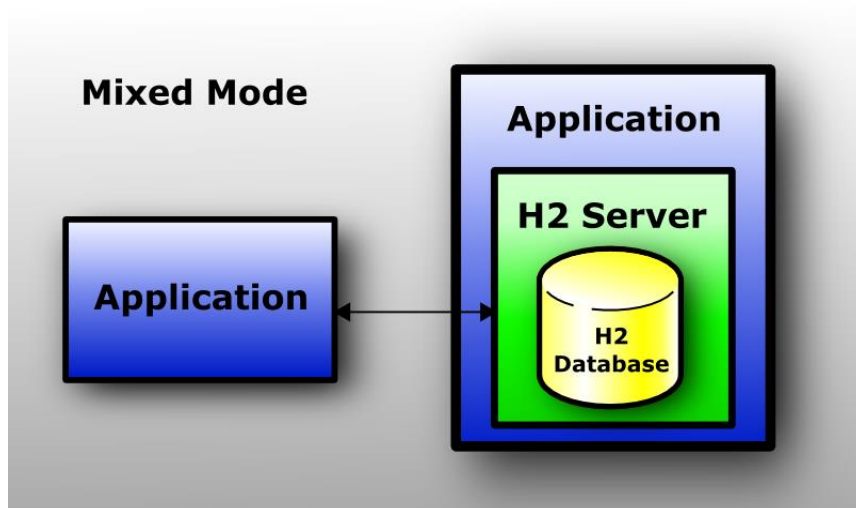 Mixed Mode
Application
H2 Server
Application
H2
Database